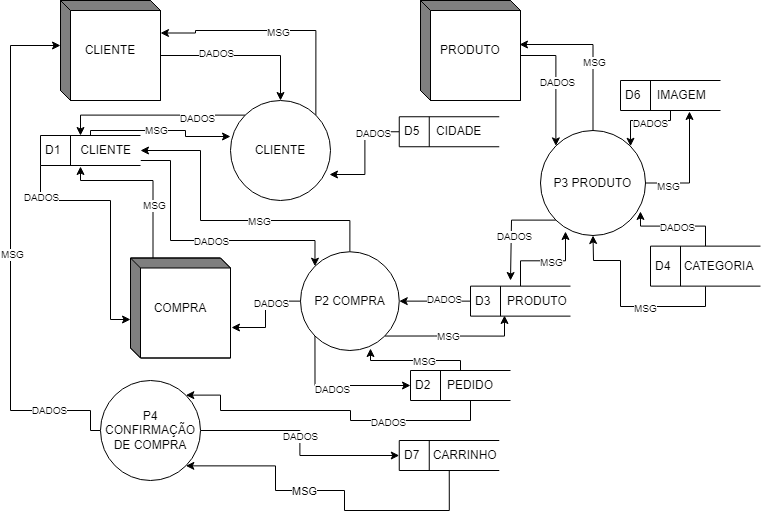 CLIENTE
MSG
DADOS
PRODUTO
MSG
DADOS
D6 IMAGEM
DADOS
MSG
DADOS
MSG
D1 CLIENTE
CLIENTE
DADOS
D5 CIDADE
P3 PRODUTO
DADOS
MSG
MSG
DADOS
DADOS
DADOS
MSG
D4 CATEGORIA
MSG
MSG
COMPRA
DADOS
P2 COMPRA
DADOS
D3 PRODUTO
MSG
MSG
DADOS
D2 PEDIDO
DADOS
P4
CONFIRMAÇÃO
DE COMPRA
DADOS
DADOS
D7 CARRINHO
MSG